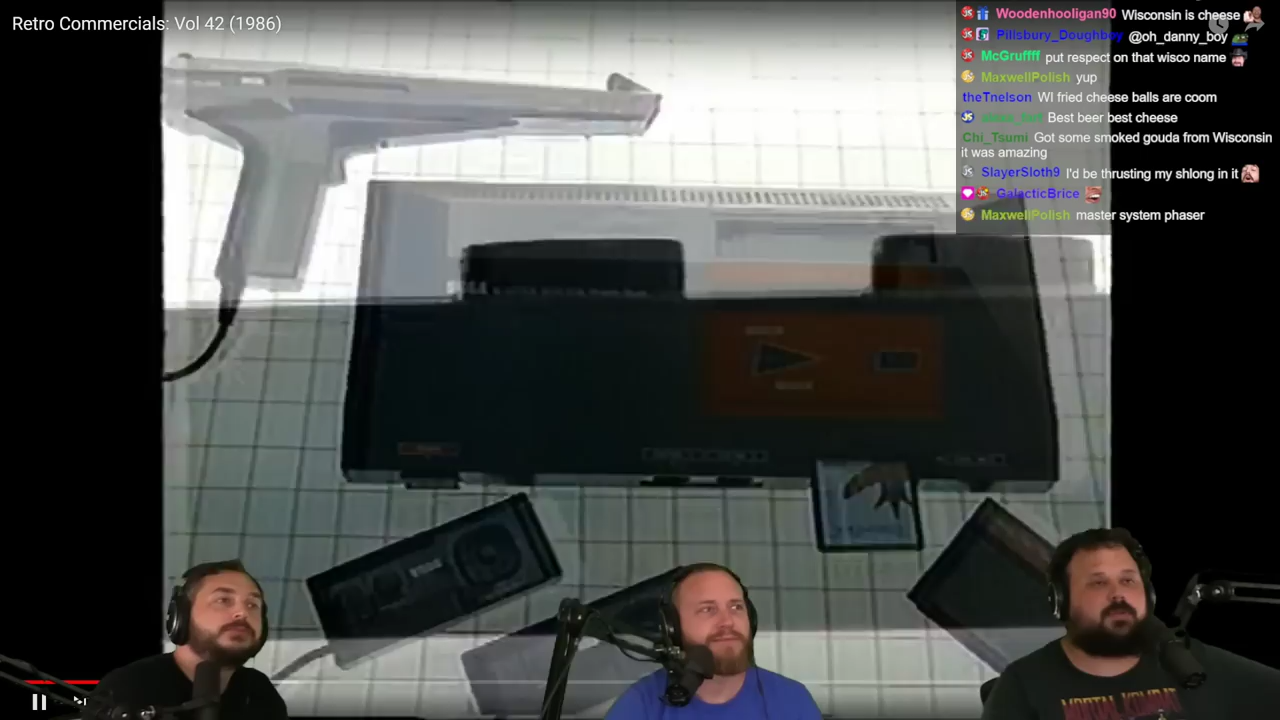 Retro Commercials: Vol 42 (1986)
Woodenhooligan90 Wisconsin is cheese
Pillsbury_Doughboy @oh_danny_boy
McGruffff put respect on that wisco name
MaxwellPolish yup
theTnelson WI fried cheese balls are coom
Best beer best cheese
Chi_Tsumi Got some smoked gouda from Wisconsin
it was amazing
SlayerSloth9 I'd be thrusting my shlong in it
GalacticBrice
MaxwellPolish master system phaser
MORTAL KOMBAT